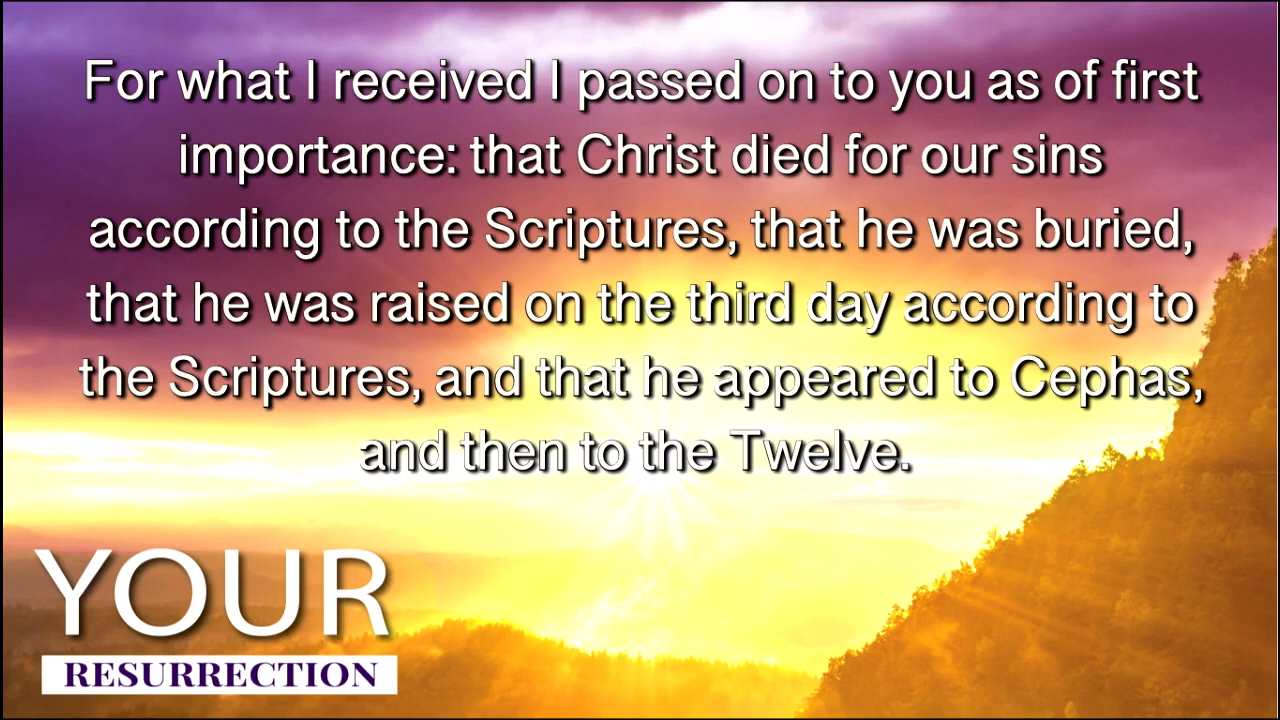 For what I received I passed on to you as of first
importance: that Christ died for our sins
according to the Scriptures, that he was buried,
that he was raised on the third day according to
the Scriptures, and that he appeared to Cephas,
and then to the Twelve.
YOUR
RESURRECTION